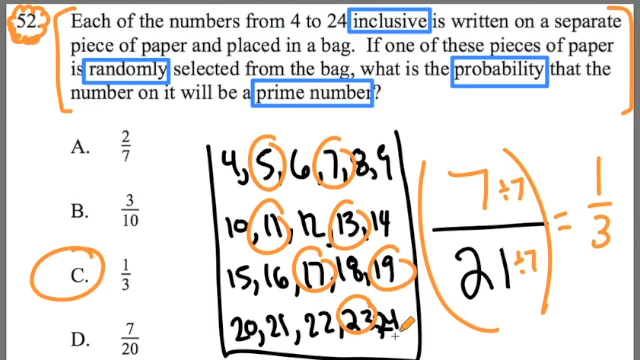 52. Each of the numbers from 4 to 24 inclusive is written on a separate
piece of paper and placed in a bag. If one of these pieces of paper
is randomly selected from the bag, what is the probability that the
number on it will be a prime number?
A. 2/7
B. 3/10
C. 1/3
D. 7/20
4, 5, 6, 7, 8, 9
10, 11, 12, 13, 14
15, 16, 17, 18, 19
20, 21, 22, 23, 24
7 ÷7
21 ÷7
= 1/3